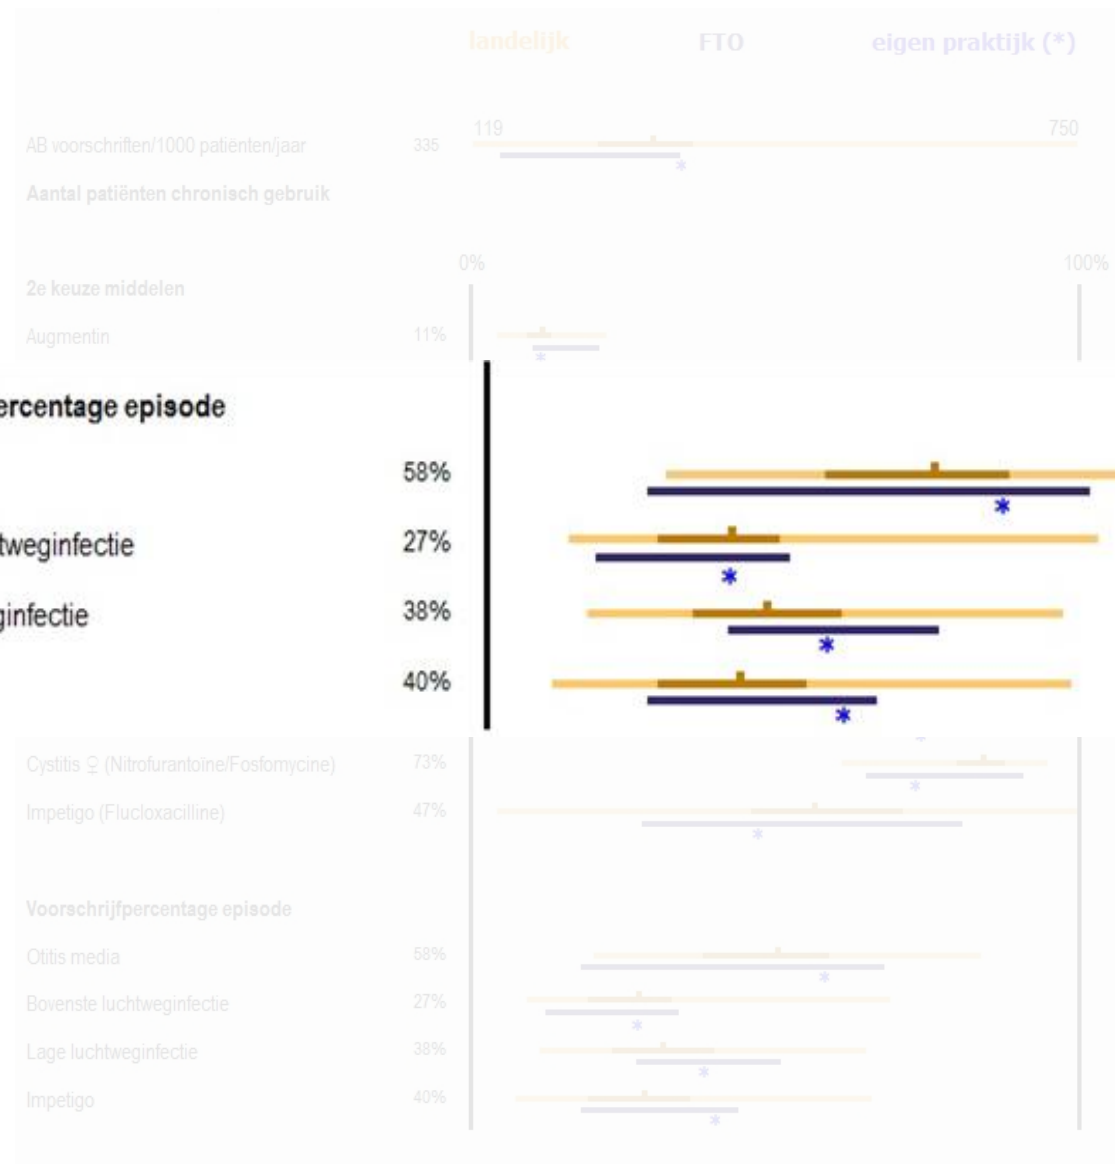 landelijk FTO eigen praktijk (*)
119 750
AB voorschriften/1000 patiënten/jaar 335
*
Aantal patiënten chronisch gebruik
0% 100%
2e keuze middelen
Augmentin 11%
*
ercentage episode
58%
*
tweginfectie 27%
*
ginfectie 38%
*
40%
*
Cystitis ♀ (Nitrofurantoïne/Fosfomycine) 73%
*
Impetigo (Flucloxacilline) 47%
*
Voorschrijfpercentage episode
Otitis media 58%
*
Bovenste luchtweginfectie 27%
*
Lage luchtweginfectie 38%
*
Impetigo 40%
*